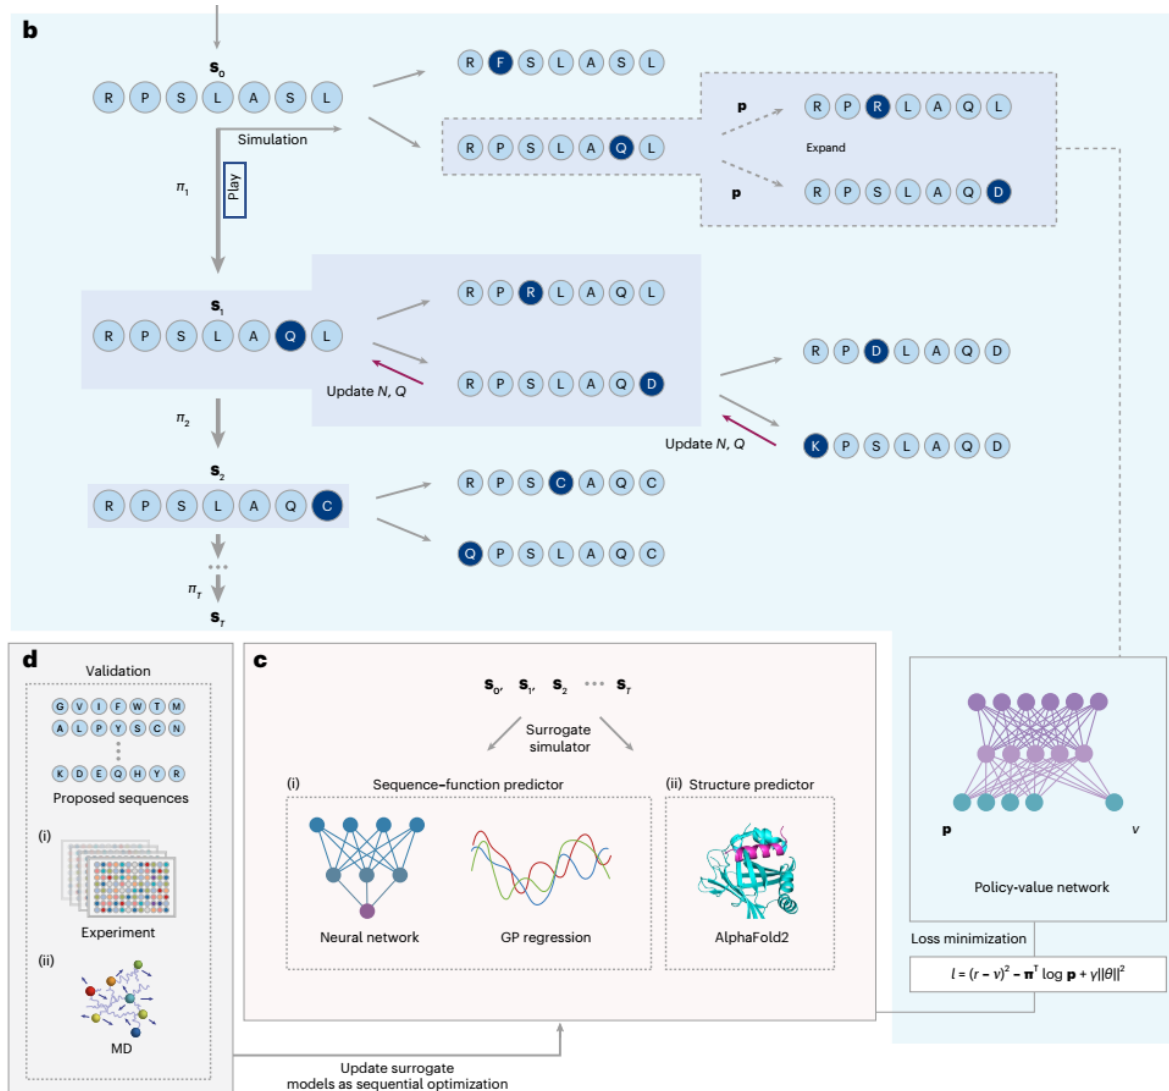 b
s0
R P S L A S L
R F S L A S L
Simulation
R P S L A Q L
p
R P R L A Q L
Expand
p
R P S L A Q D
π1
Play
s1
R P S L A Q L
R P R L A Q L
Update N, Q
R P S L A Q D
R P D L A Q D
Update N, Q
K P S L A Q D
π2
s2
R P S L A Q C
R P S C A Q C
Q P S L A Q C
πT
sT
d
Validation
G V I F W T M
A L P Y S C N
K D E Q H Y R
Proposed sequences
(i)
Experiment
(ii)
MD
c
s0, s1, s2 ... sT
Surrogate
simulator
(i) Sequence–function predictor
Neural network
GP regression
(ii) Structure predictor
AlphaFold2
p
v
Policy-value network
Loss minimization
l = (r – v)² – πᵀ log p + γ||θ||²
Update surrogate
models as sequential optimization